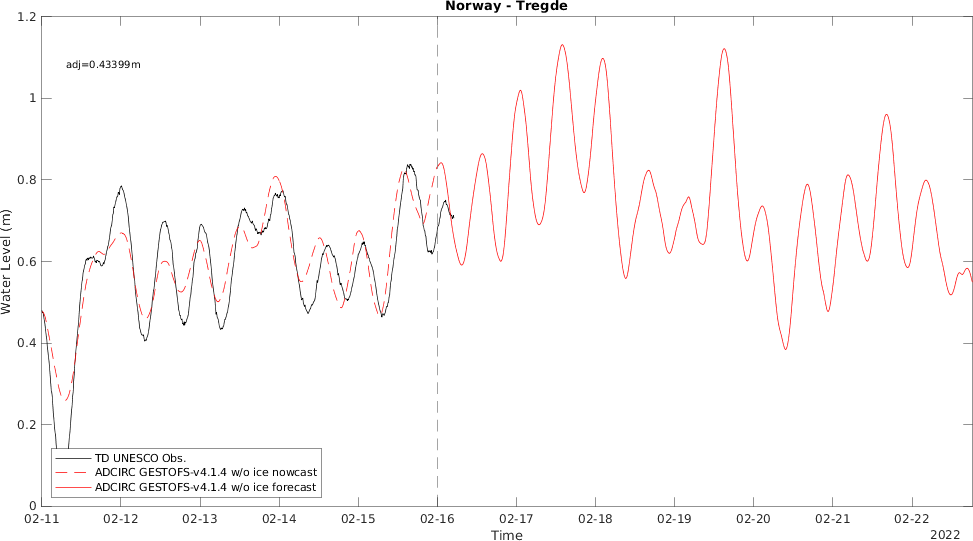 Norway - Tregde
adj=0.43399m
Water Level (m)
1.2
1
0.8
0.6
0.4
0.2
0
TD UNESCO Obs.
ADCIRC GESTOFS-v4.1.4 w/o ice nowcast
ADCIRC GESTOFS-v4.1.4 w/o ice forecast
02-11 02-12 02-13 02-14 02-15 02-16 02-17 02-18 02-19 02-20 02-21 02-22
Time
2022